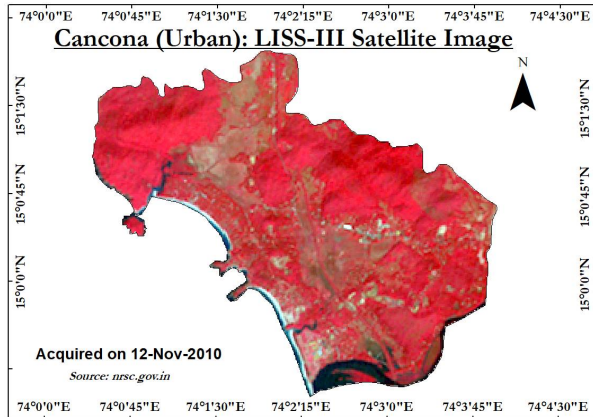 74°0'0"E 74°0'45"E 74°1'30"E 74°2'15"E 74°3'0"E 74°3'45"E 74°4'30"E
Cancona (Urban): LISS-III Satellite Image
N
15°1'30"N 15°1'30"N
15°0'45"N 15°0'45"N
15°0'0"N 15°0'0"N
Acquired on 12-Nov-2010
Source: nrsc.gov.in
74°0'0"E 74°0'45"E 74°1'30"E 74°2'15"E 74°3'0"E 74°3'45"E 74°4'30"E